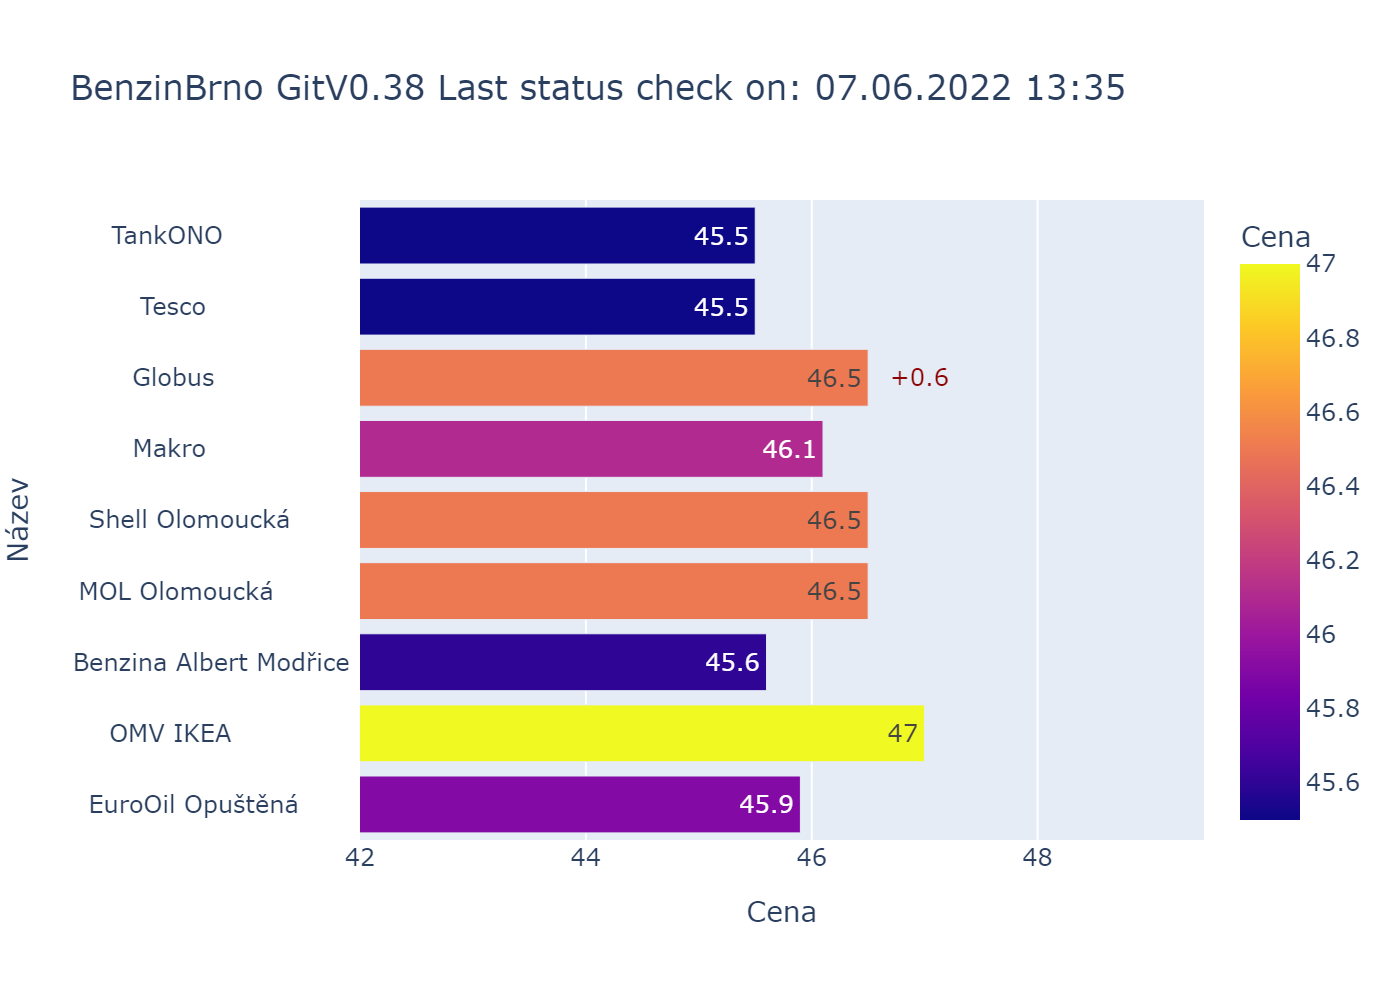 BenzinBrno GitV0.38 Last status check on: 07.06.2022 13:35
Název
TankONO 45.5
Tesco 45.5
Globus 46.5 +0.6
Makro 46.1
Shell Olomoucká 46.5
MOL Olomoucká 46.5
Benzina Albert Modřice 45.6
OMV IKEA 47
EuroOil Opuštěná 45.9
42 44 46 48
Cena
Cena
47
46.8
46.6
46.4
46.2
46
45.8
45.6